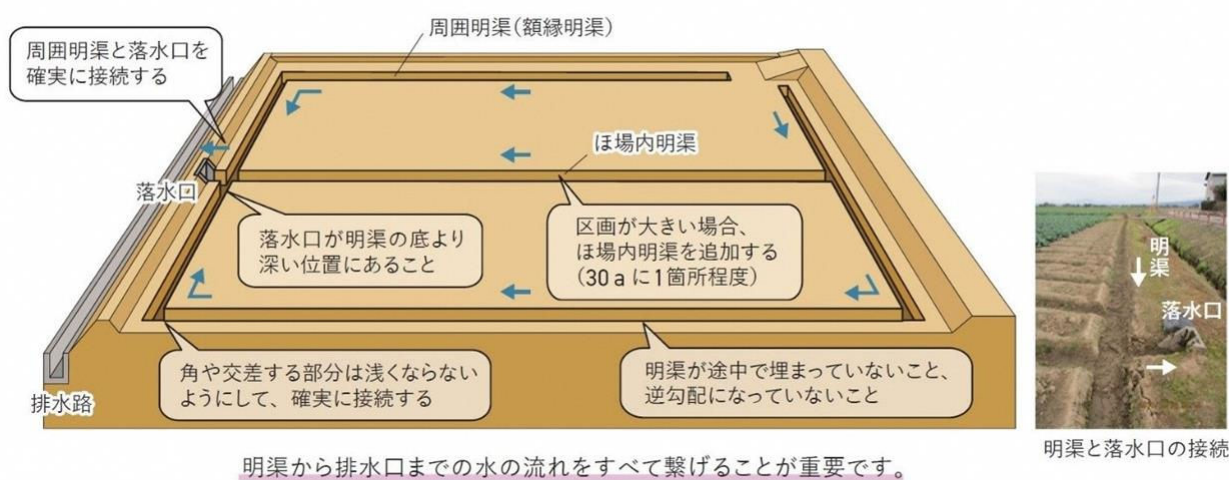 周囲明渠（額縁明渠）
周囲明渠と落水口を
確実に接続する
ほ場内明渠
落水口
落水口が明渠の底より
深い位置にあること
区画が大きい場合、
ほ場内明渠を追加する
（30aに1箇所程度）
角や交差する部分は浅くならない
ようにして、確実に接続する
明渠が途中で埋まっていないこと、
逆勾配になっていないこと
排水路
明渠
落水口
明渠と落水口の接続
明渠から排水口までの水の流れをすべて繋げることが重要です。